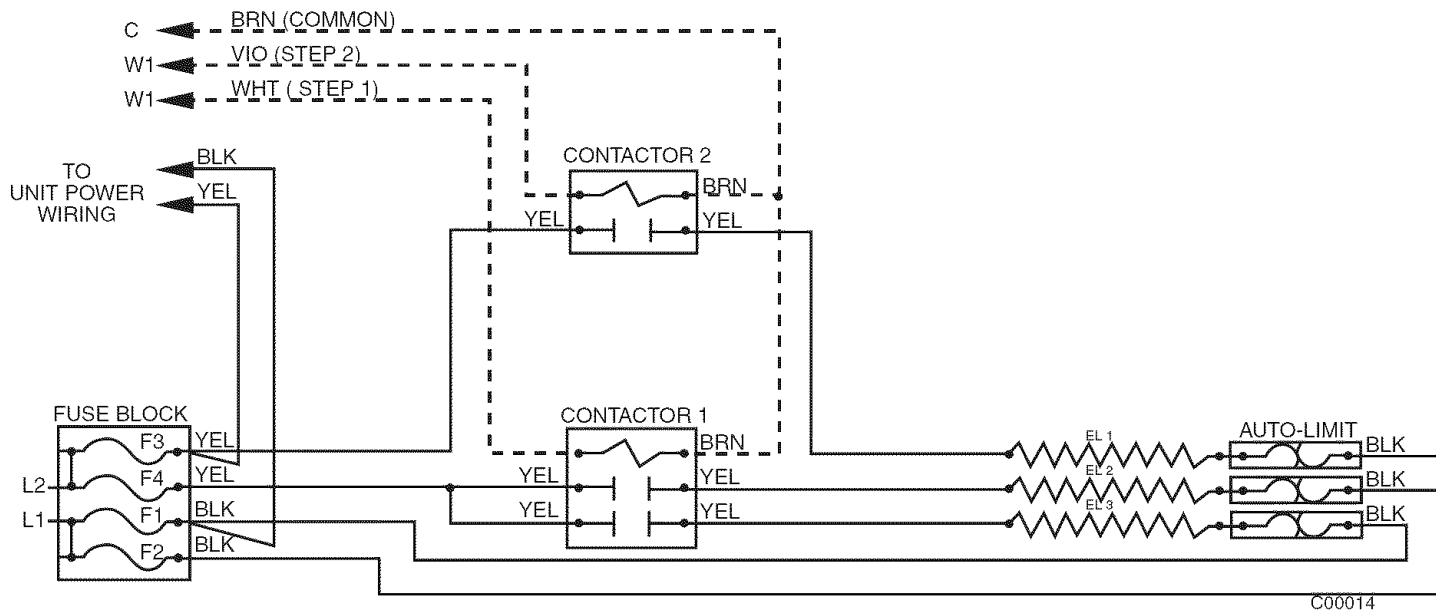 C
BRN (COMMON)
W1
VIO (STEP 2)
W1
WHT ( STEP 1)
TO
UNIT POWER
WIRING
BLK
YEL
CONTACTOR 2
BRN
YEL
YEL
FUSE BLOCK
F3
YEL
L2
F4
YEL
L1
F1
BLK
F2
BLK
CONTACTOR 1
BRN
YEL
YEL
YEL
YEL
EL 1
EL 2
EL 3
AUTO-LIMIT
BLK
BLK
BLK
C00014